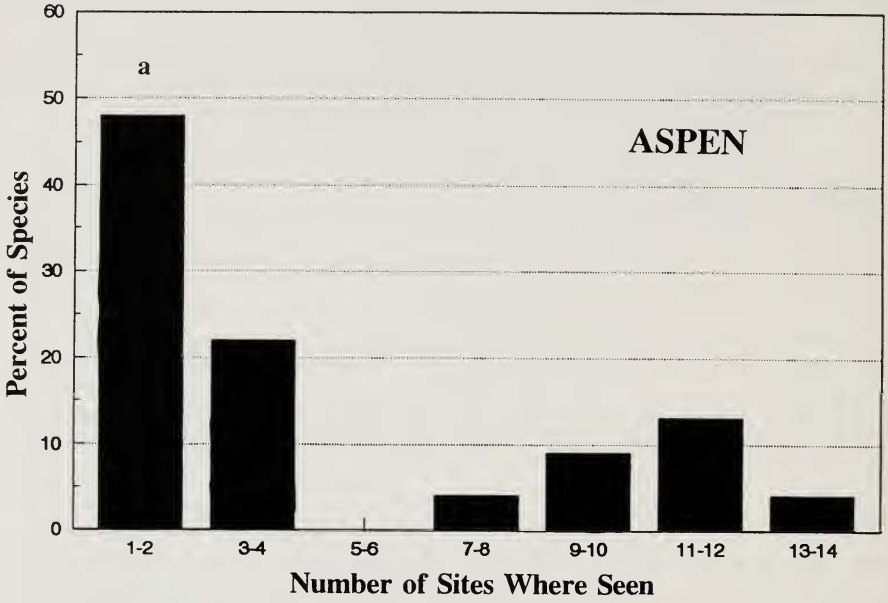 60
a
50
ASPEN
40
30
20
10
0
Percent of Species
1-2 3-4 5-6 7-8 9-10 11-12 13-14
Number of Sites Where Seen